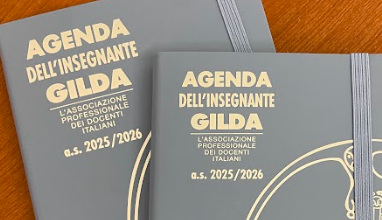 AGENDA
DELL'INSEGNANTE
GILDA
L'ASSOCIAZIONE
PROFESSIONALE
DEI DOCENTI
ITALIANI
a.s. 2025/2026
AGENDA
DELL'INSEGNANTE
GILDA
L'ASSOCIAZIONE
PROFESSIONALE
DEI DOCENTI
ITALIANI
a.s. 2025/2026